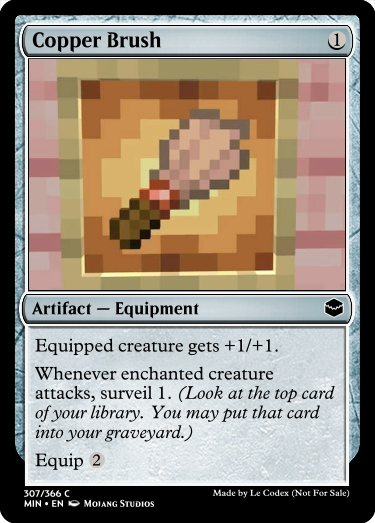 Copper Brush 1
Artifact — Equipment
Equipped creature gets +1/+1.
Whenever enchanted creature
attacks, surveil 1. (Look at the top card
of your library. You may put that card
into your graveyard.)
Equip 2
307/366 C
MIN • EN Mojang Studios
Made by Le Codex (Not For Sale)